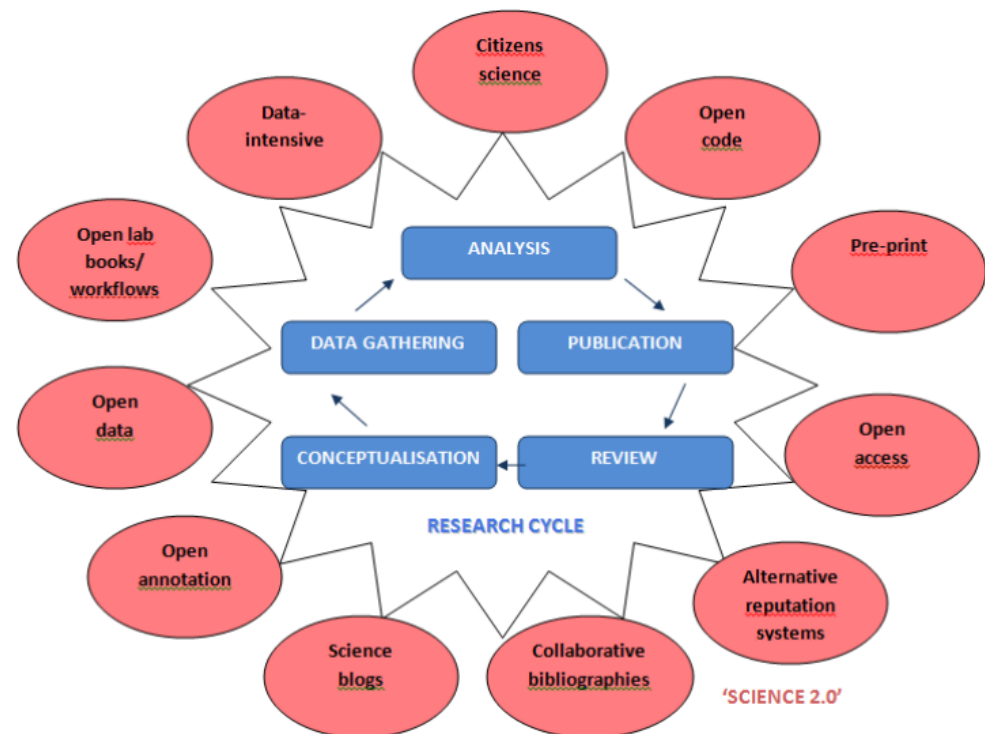 Citizens
science
Data-
intensive
Open
code
Open lab
books/
workflows
Pre-print
ANALYSIS
DATA GATHERING
PUBLICATION
Open
data
Open
access
CONCEPTUALISATION
REVIEW
RESEARCH CYCLE
Open
annotation
Alternative
reputation
systems
Science
blogs
Collaborative
bibliographies
‘SCIENCE 2.0’